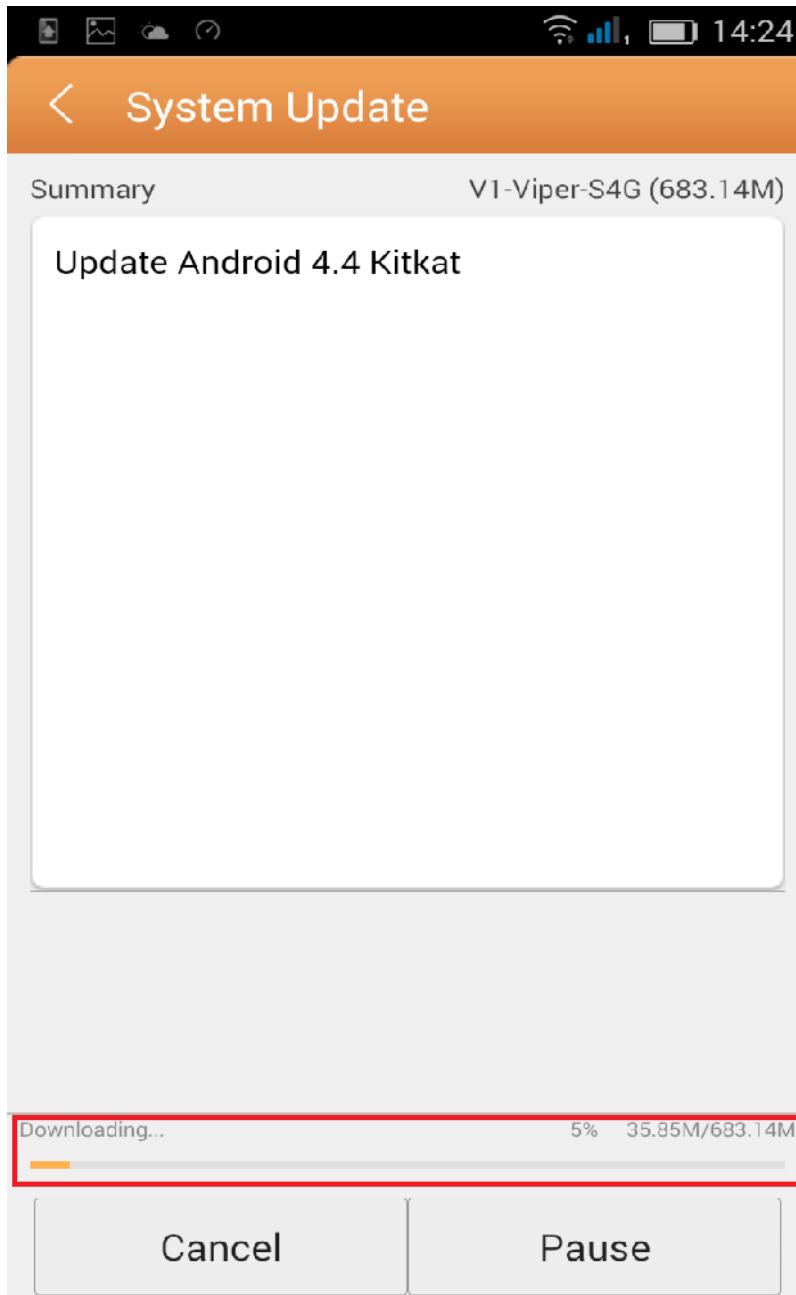 14:24
System Update
Summary V1-Viper-S4G (683.14M)
Update Android 4.4 Kitkat
Downloading... 5% 35.85M/683.14M
Cancel Pause